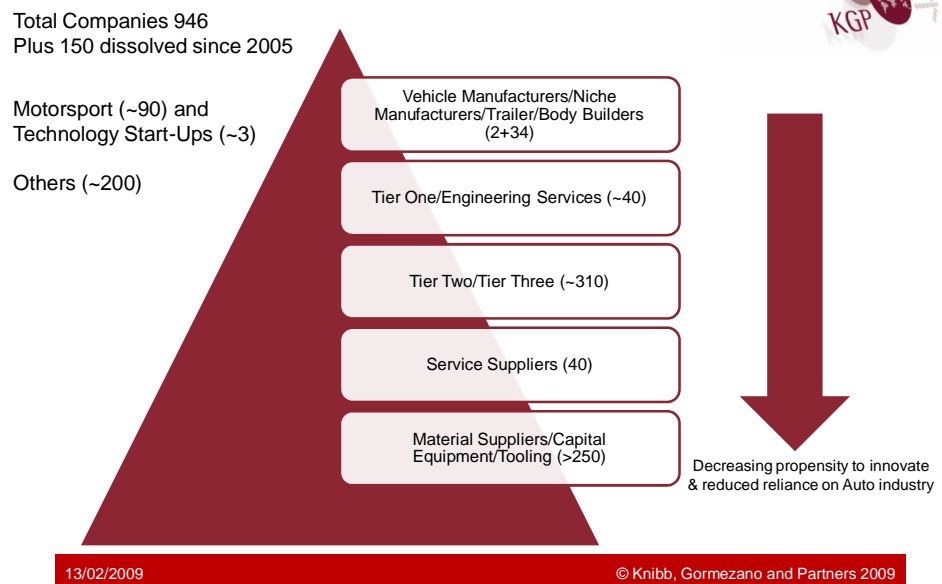 Total Companies 946
Plus 150 dissolved since 2005
KGP
Motorsport (~90) and
Technology Start-Ups (~3)
Others (~200)
Vehicle Manufacturers/Niche
Manufacturers/Trailer/Body Builders
(2+34)
Tier One/Engineering Services (~40)
Tier Two/Tier Three (~310)
Service Suppliers (40)
Material Suppliers/Capital
Equipment/Tooling (>250)
Decreasing propensity to innovate
& reduced reliance on Auto industry
13/02/2009
© Knibb, Gormezano and Partners 2009